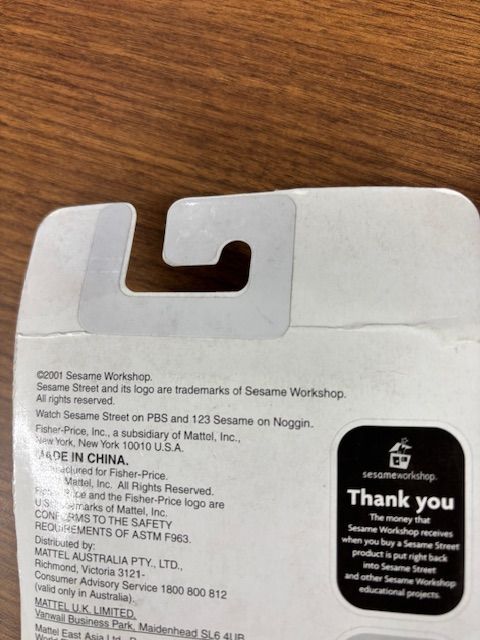 ©2001 Sesame Workshop.
Sesame Street and its logo are trademarks of Sesame Workshop.
All rights reserved.
Watch Sesame Street on PBS and 123 Sesame on Noggin.
Fisher-Price, Inc., a subsidiary of Mattel, Inc.,
New York, New York 10010 U.S.A.
MADE IN CHINA.
Manufactured for Fisher-Price.
Mattel, Inc. All Rights Reserved.
Fisher-Price and the Fisher-Price logo are
U.S. trademarks of Mattel, Inc.
CONFORMS TO THE SAFETY
REQUIREMENTS OF ASTM F963.
Distributed by:
MATTEL AUSTRALIA PTY., LTD.,
Richmond, Victoria 3121-
Consumer Advisory Service 1800 800 812
(valid only in Australia).
MATTEL U.K. LIMITED,
Vanwall Business Park, Maidenhead SL6 4UB
Mattel East Asia Ltd.
sesameworkshop.
Thank you
The money that
Sesame Workshop receives
when you buy a Sesame Street
product is put right back
into Sesame Street
and other Sesame Workshop
educational projects.